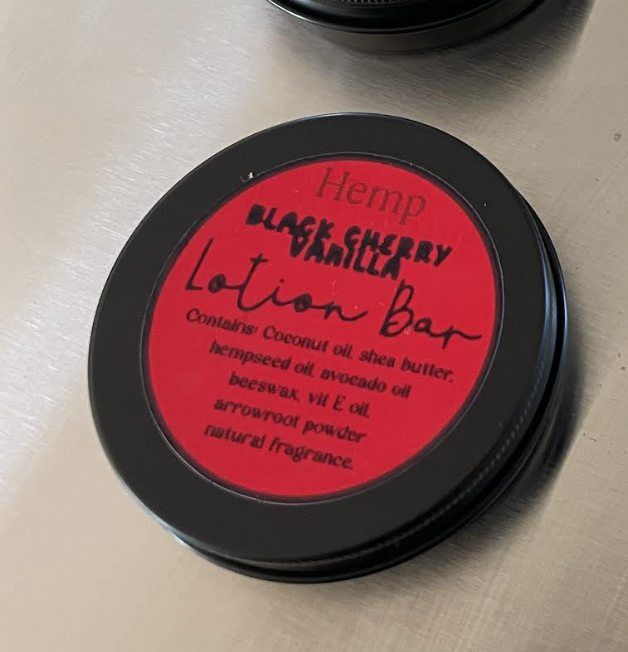 Hemp
BLACK CHERRY
VANILLA
Lotion Bar
Contains: Coconut oil, shea butter,
hempseed oil, avocado oil
beeswax, vit E oil,
arrowroot powder
natural fragrance.